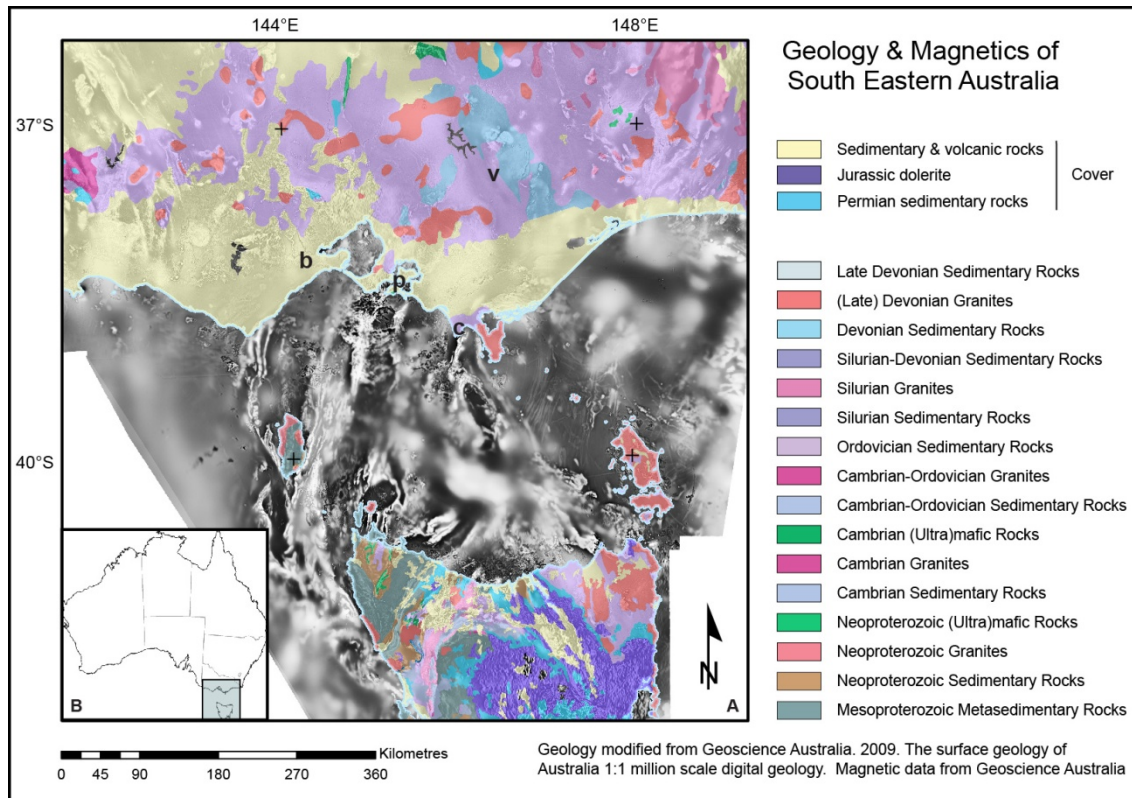 144°E
148°E
37°S
40°S
v
b
p
c
N
B
A
Geology & Magnetics of
South Eastern Australia
Sedimentary & volcanic rocks
Jurassic dolerite
Permian sedimentary rocks
Cover
Late Devonian Sedimentary Rocks
(Late) Devonian Granites
Devonian Sedimentary Rocks
Silurian-Devonian Sedimentary Rocks
Silurian Granites
Silurian Sedimentary Rocks
Ordovician Sedimentary Rocks
Cambrian-Ordovician Granites
Cambrian-Ordovician Sedimentary Rocks
Cambrian (Ultra)mafic Rocks
Cambrian Granites
Cambrian Sedimentary Rocks
Neoproterozoic (Ultra)mafic Rocks
Neoproterozoic Granites
Neoproterozoic Sedimentary Rocks
Mesoproterozoic Metasedimentary Rocks
Kilometres
0 45 90 180 270 360
Geology modified from Geoscience Australia. 2009. The surface geology of
Australia 1:1 million scale digital geology. Magnetic data from Geoscience Australia